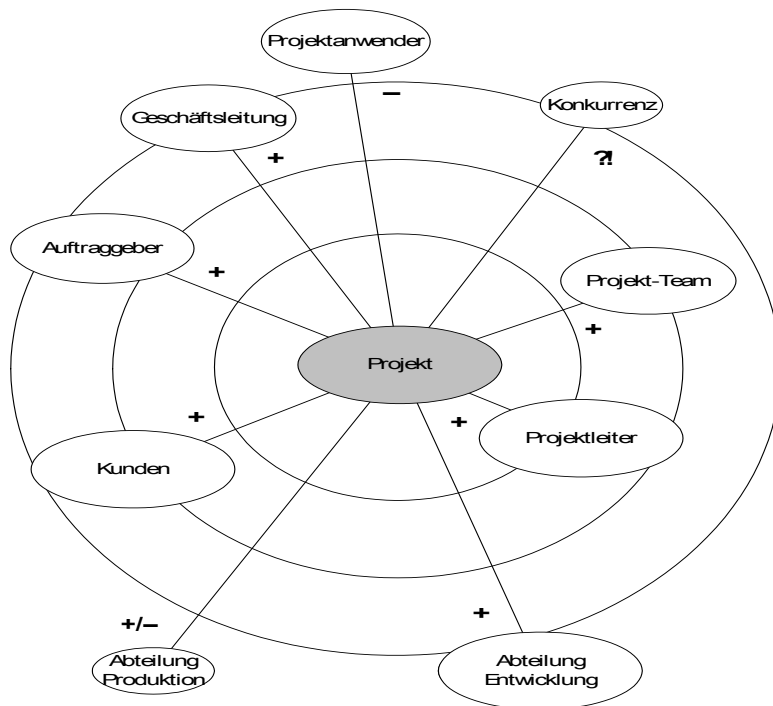 Projektanwender
–
Konkurrenz
Geschäftsleitung
+
?!
Auftraggeber
+
Projekt-Team
+
Projekt
+
+
Projektleiter
Kunden
+/–
+
Abteilung
Produktion
Abteilung
Entwicklung